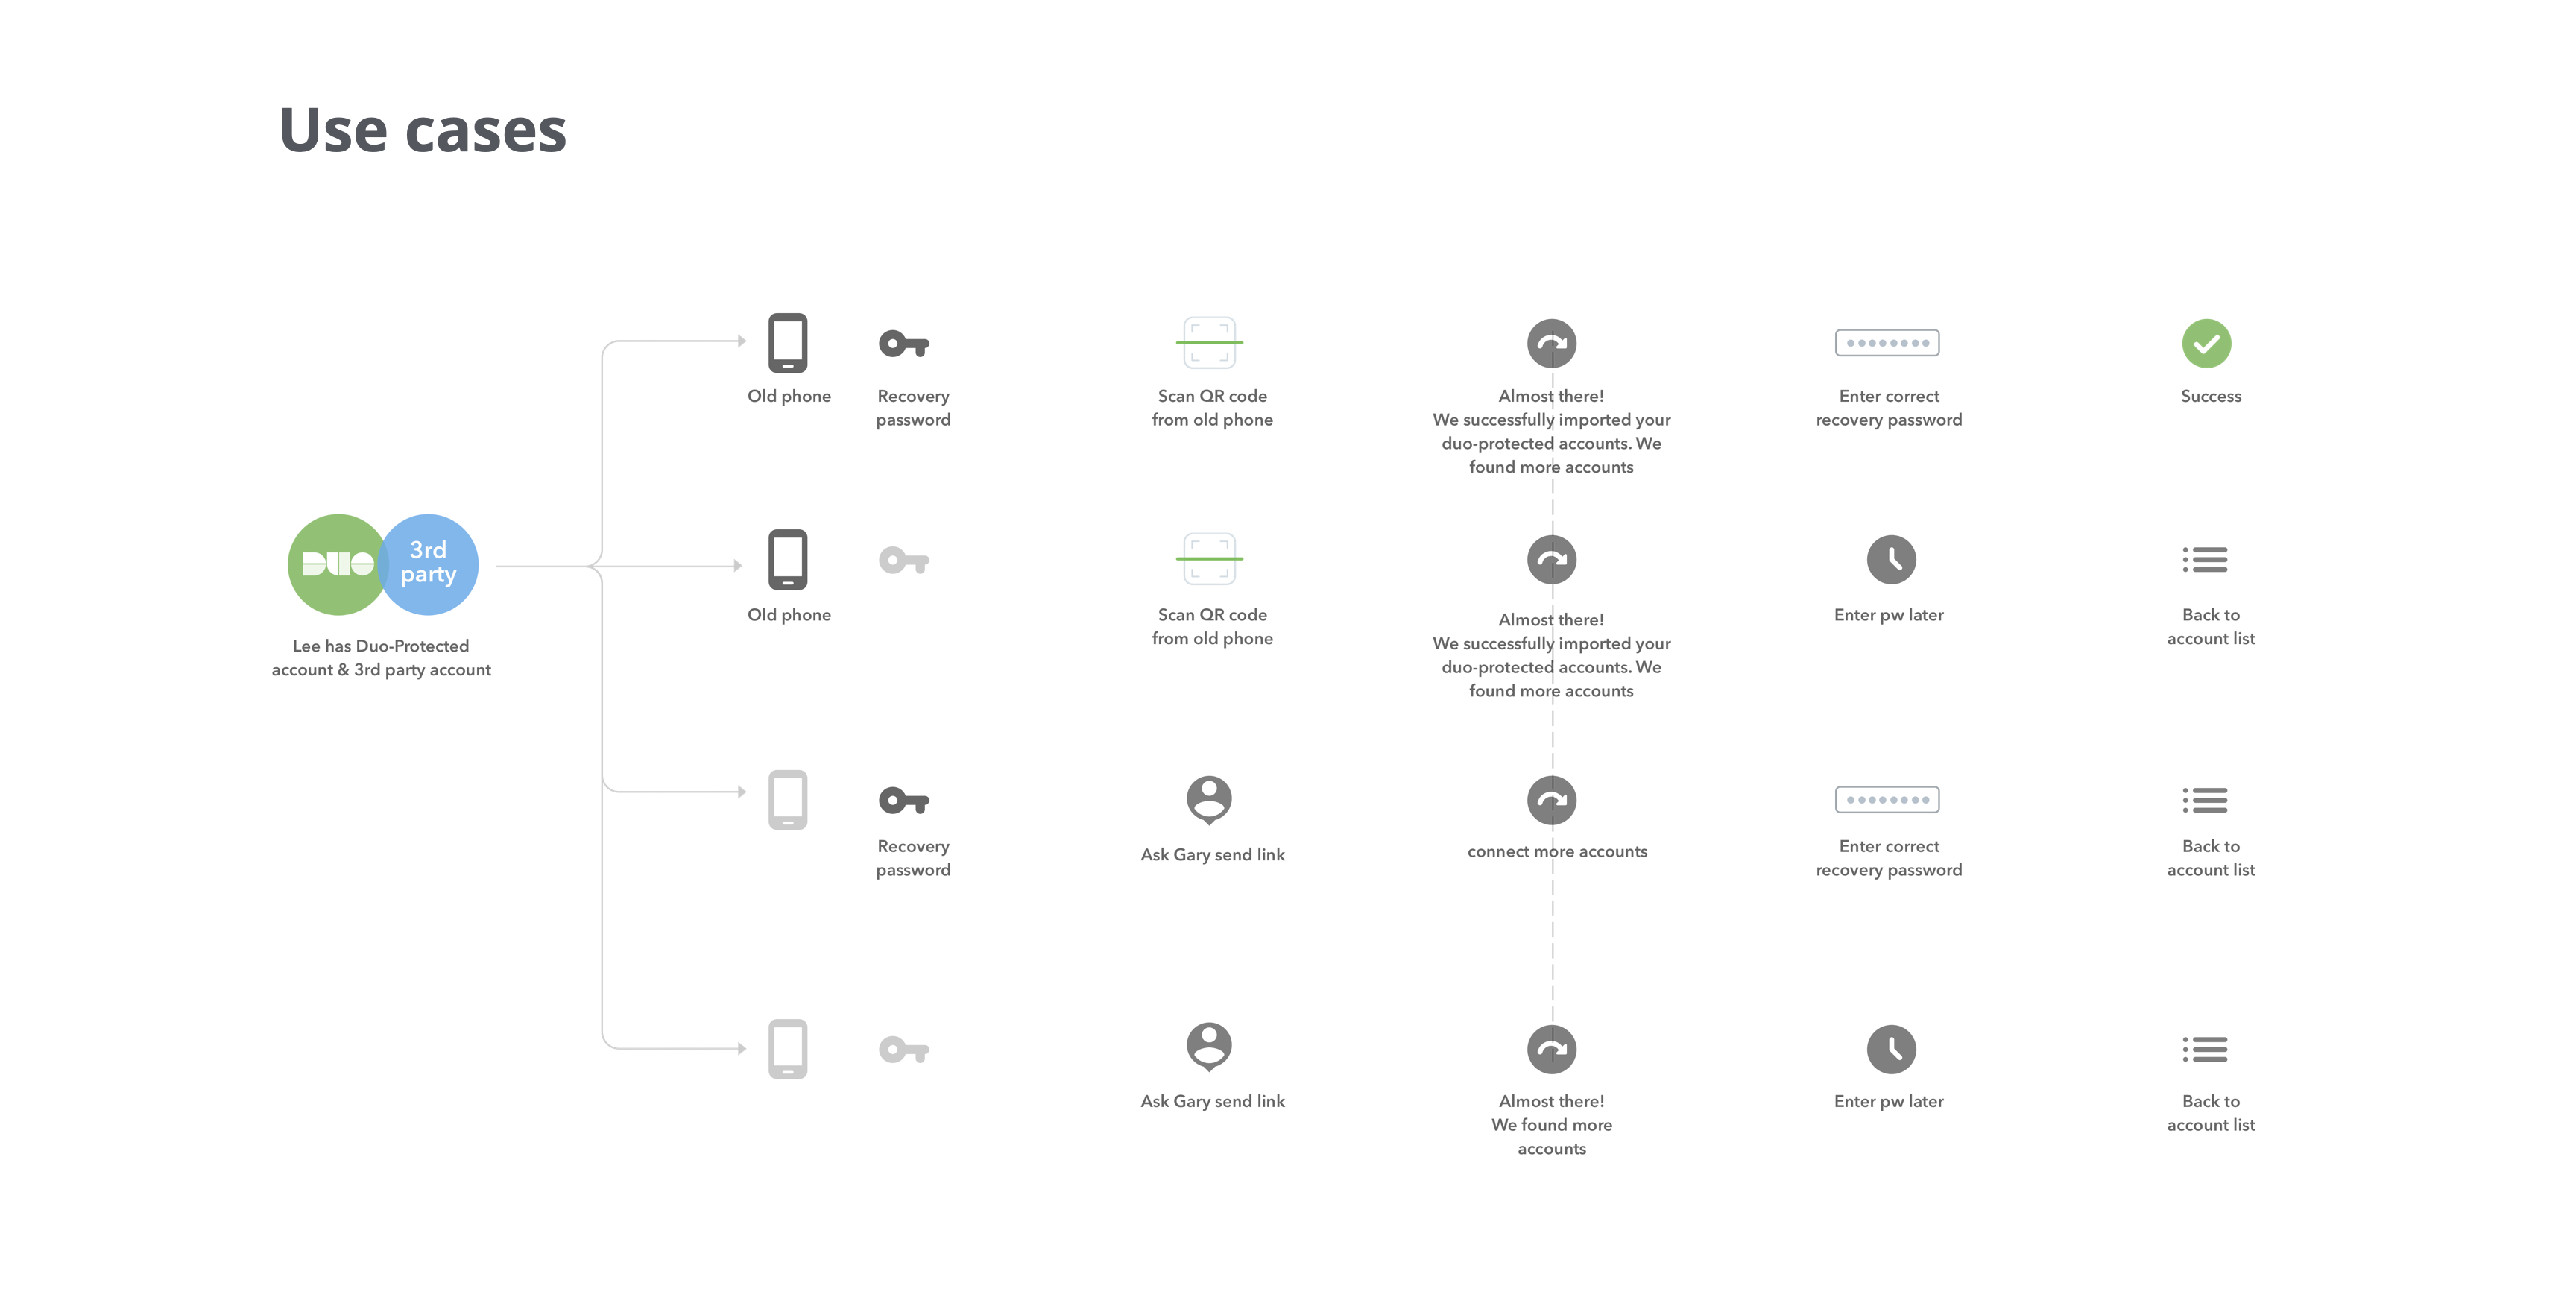 Use cases
Old phone
Recovery
password
Scan QR code
from old phone
Almost there!
We successfully imported your
duo-protected accounts. We
found more accounts
Enter correct
recovery password
Success
DUO
3rd
party
Lee has Duo-Protected
account & 3rd party account
Old phone
Scan QR code
from old phone
Almost there!
We successfully imported your
duo-protected accounts. We
found more accounts
Enter pw later
Back to
account list
Recovery
password
Ask Gary send link
connect more accounts
Enter correct
recovery password
Back to
account list
Ask Gary send link
Almost there!
We found more
accounts
Enter pw later
Back to
account list